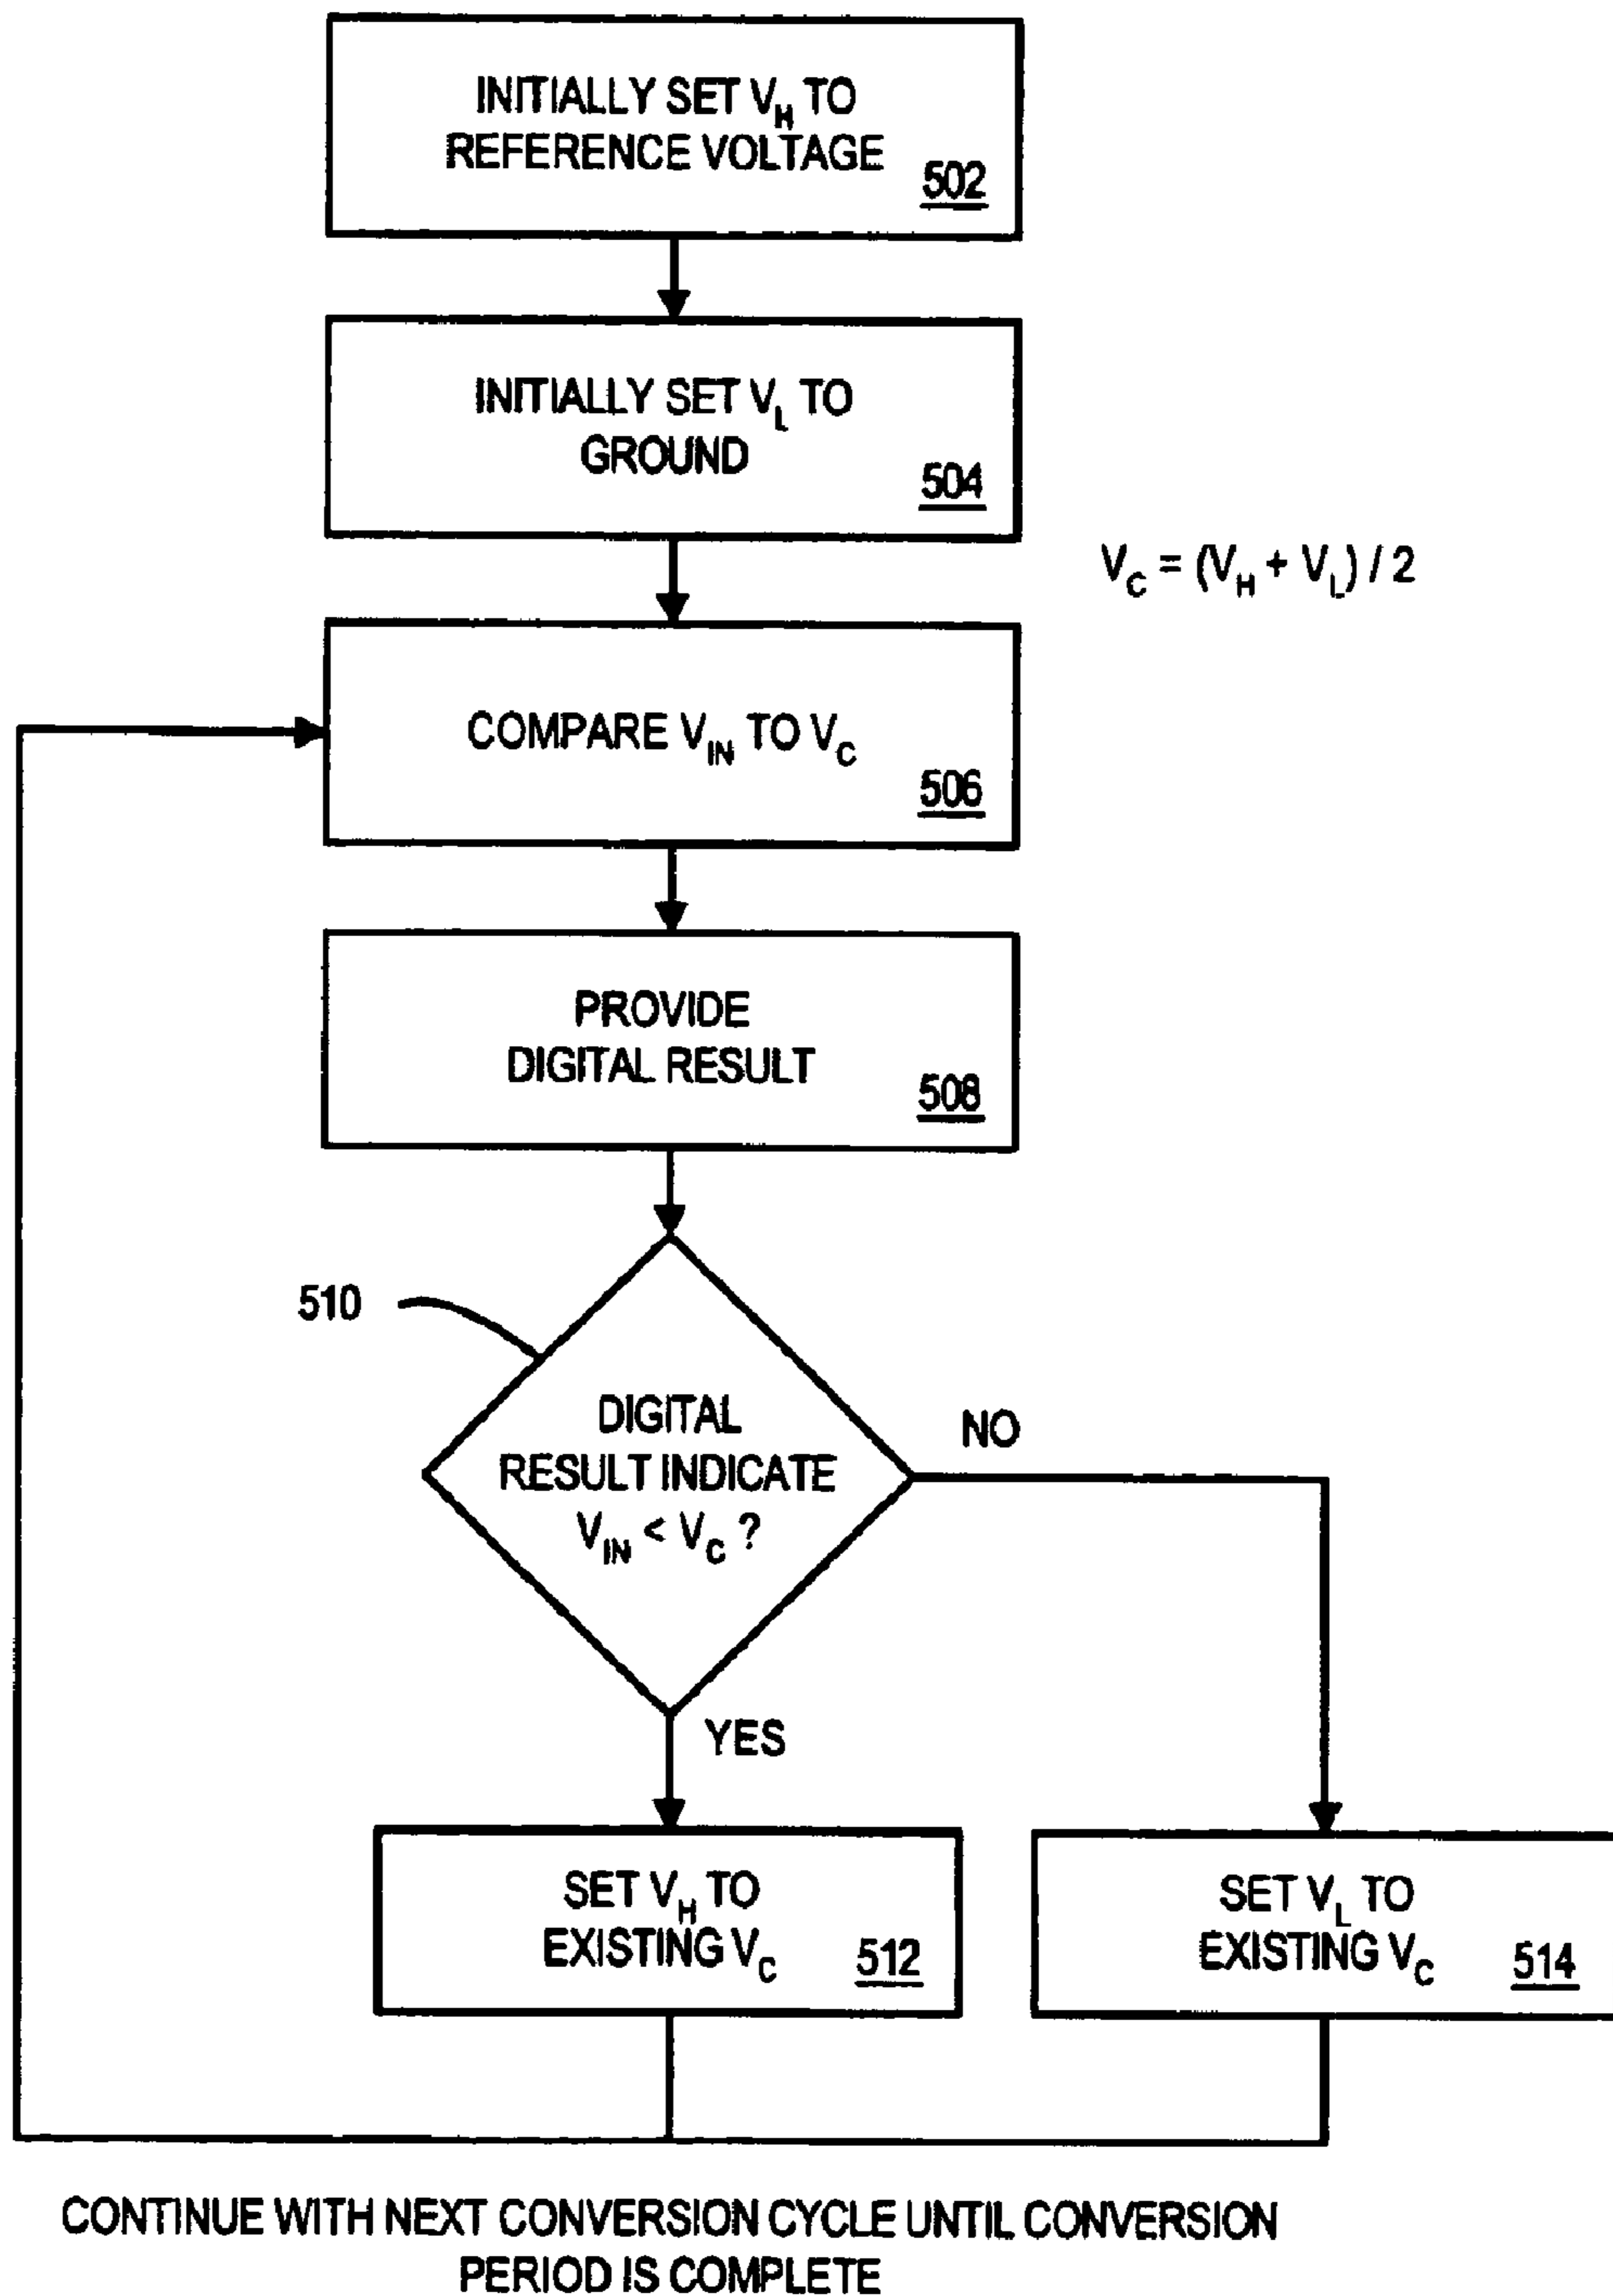 INITIALLY SET V_H TO
REFERENCE VOLTAGE
502
INITIALLY SET V_L TO
GROUND
504
V_C = (V_H + V_L) / 2
COMPARE V_IN TO V_C
506
PROVIDE
DIGITAL RESULT
508
510
DIGITAL
RESULT INDICATE
V_IN < V_C ?
NO
YES
SET V_H TO
EXISTING V_C
512
SET V_L TO
EXISTING V_C
514
CONTINUE WITH NEXT CONVERSION CYCLE UNTIL CONVERSION
PERIOD IS COMPLETE